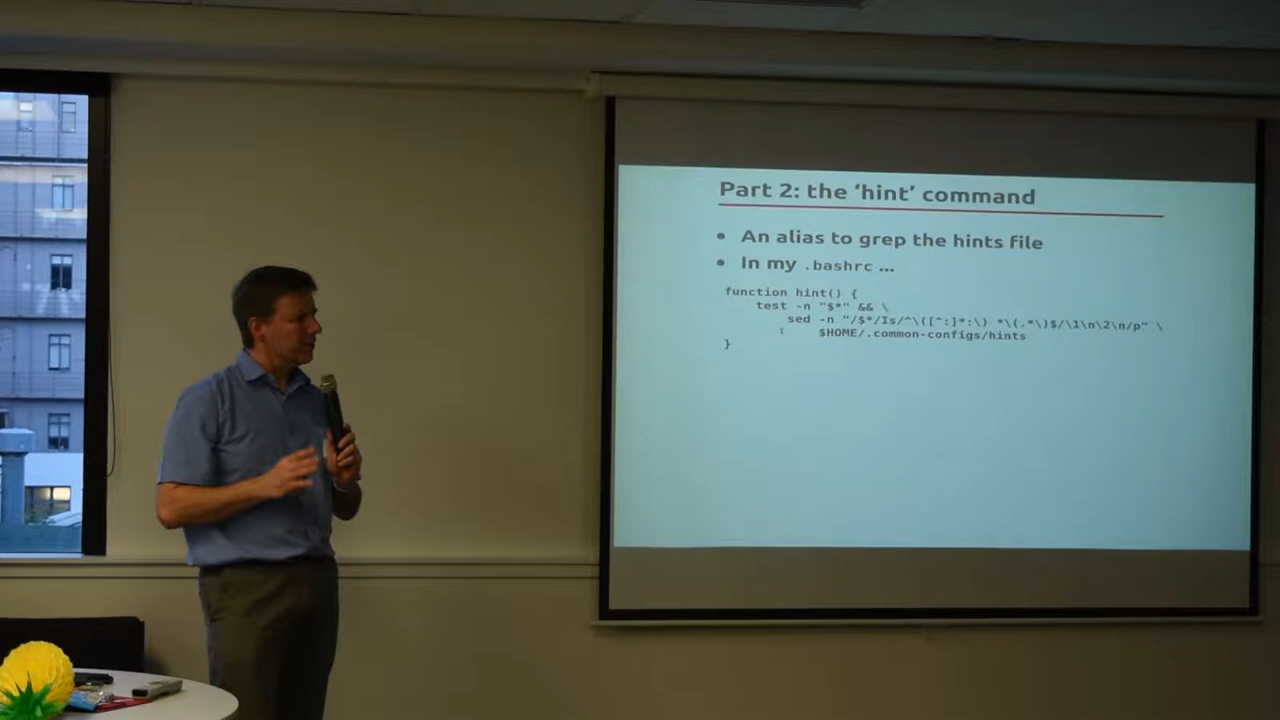 Part 2: the ‘hint’ command
• An alias to grep the hints file
• In my .bashrc ...
function hint() {
test -n "$*" && \
sed -n "/$*/Is/^\([^:]*:\) *\(.*\)$/\1\n\2\n/p" \
$HOME/.common-configs/hints
}